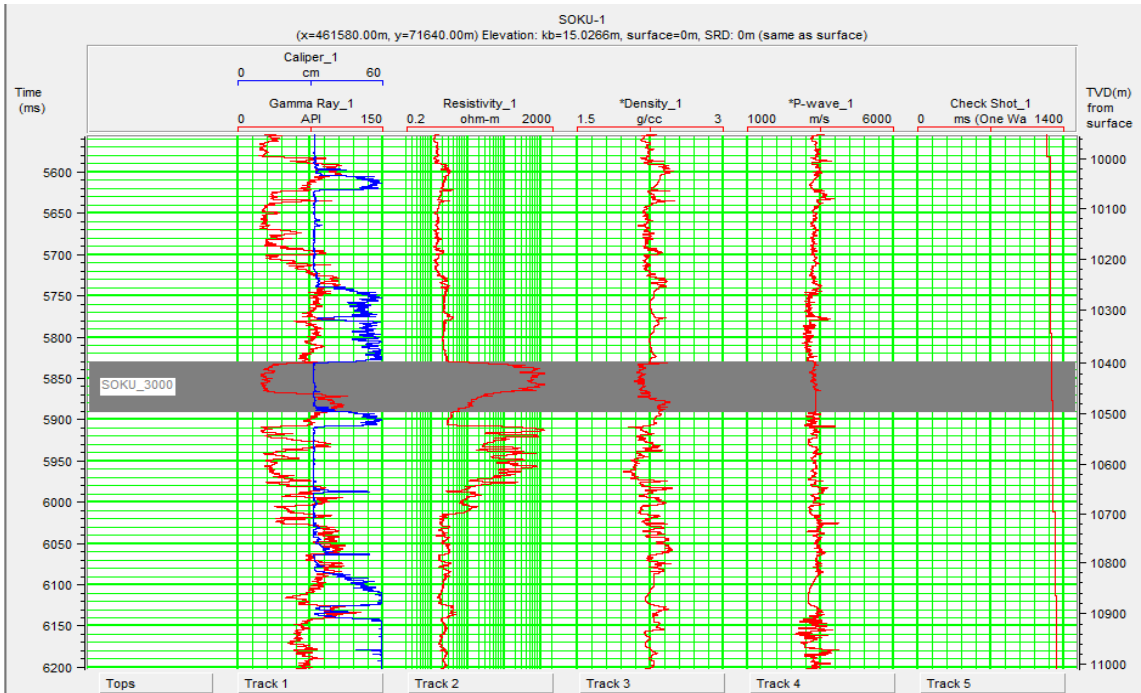 SOKU-1
(x=461580.00m, y=71640.00m) Elevation: kb=15.0266m, surface=0m, SRD: 0m (same as surface)
Caliper_1
0 cm 60
Time
(ms)
Gamma Ray_1
0 API 150
Resistivity_1
0.2 ohm-m 2000
*Density_1
1.5 g/cc 3
*P-wave_1
1000 m/s 6000
Check Shot_1
0 ms (One Wa 1400
TVD(m)
from
surface
5600
5650
5700
5750
5800
5850
5900
5950
6000
6050
6100
6150
6200
SOKU_3000
10000
10100
10200
10300
10400
10500
10600
10700
10800
10900
11000
Tops
Track 1
Track 2
Track 3
Track 4
Track 5